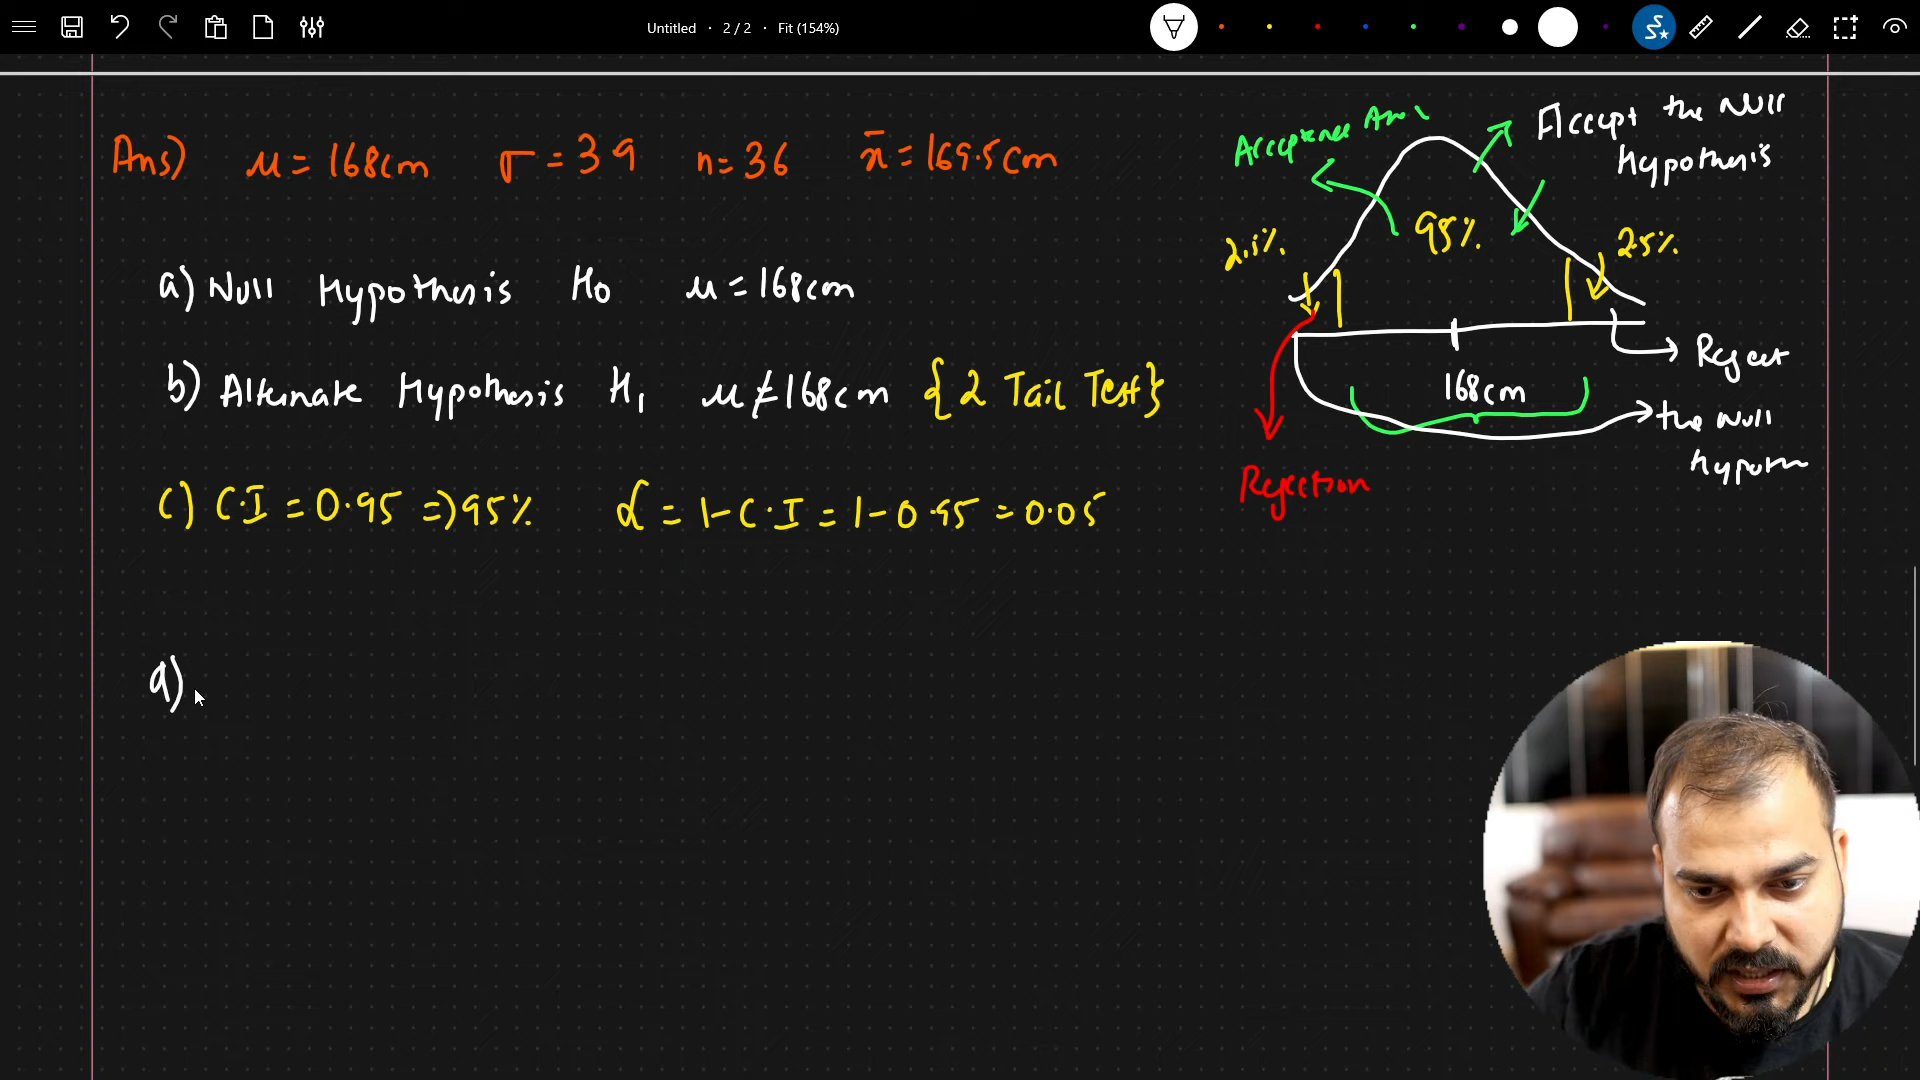 Untitled · 2 / 2 · Fit (154%)
Ans) μ = 168cm σ = 3.9 n = 36 x̄ = 169.5cm
a) Null Hypothesis H0 μ = 168cm
b) Alternate Hypothesis H1 μ ≠ 168cm {2 Tail Test}
c) C.I = 0.95 => 95% α = 1 - C.I = 1 - 0.95 = 0.05
d)
Acceptance Area
Accept the Null
Hypothesis
2.5% 95% 2.5%
168cm
Reject
the Null
Rejection